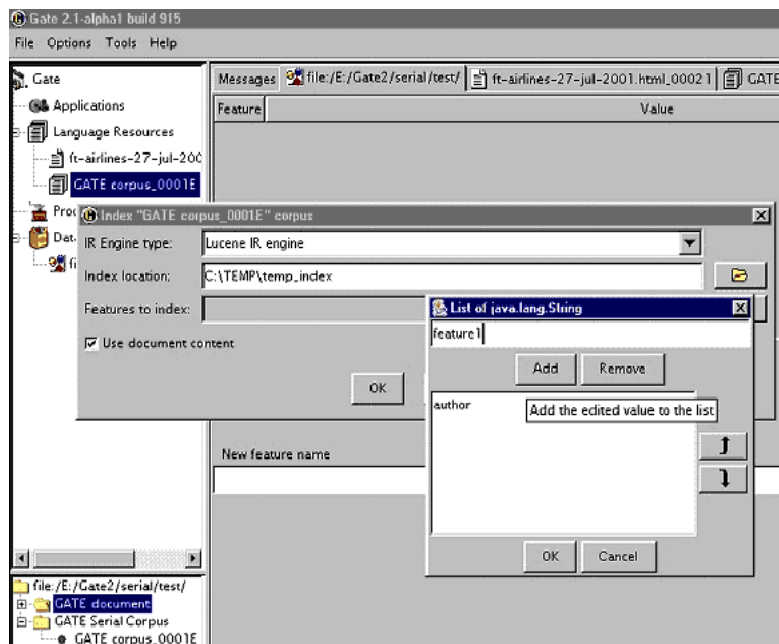 Gate 2.1-alpha1 build 915
File Options Tools Help
Gate
Applications
Language Resources
ft-airlines-27-jul-200
GATE corpus_0001E
Messages file:/E:/Gate2/serial/test/ ft-airlines-27-jul-2001.html_00021 GATE
Feature Value
Index "GATE corpus_0001E" corpus
IR Engine type: Lucene IR engine
Index location: C:\TEMP\temp_index
Features to index:
Use document content
OK
List of java.lang.String
feature1
Add Remove
author
Add the edited value to the list
OK Cancel
New feature name
file:/E:/Gate2/serial/test/
GATE document
GATE Serial Corpus
GATE corpus_0001E